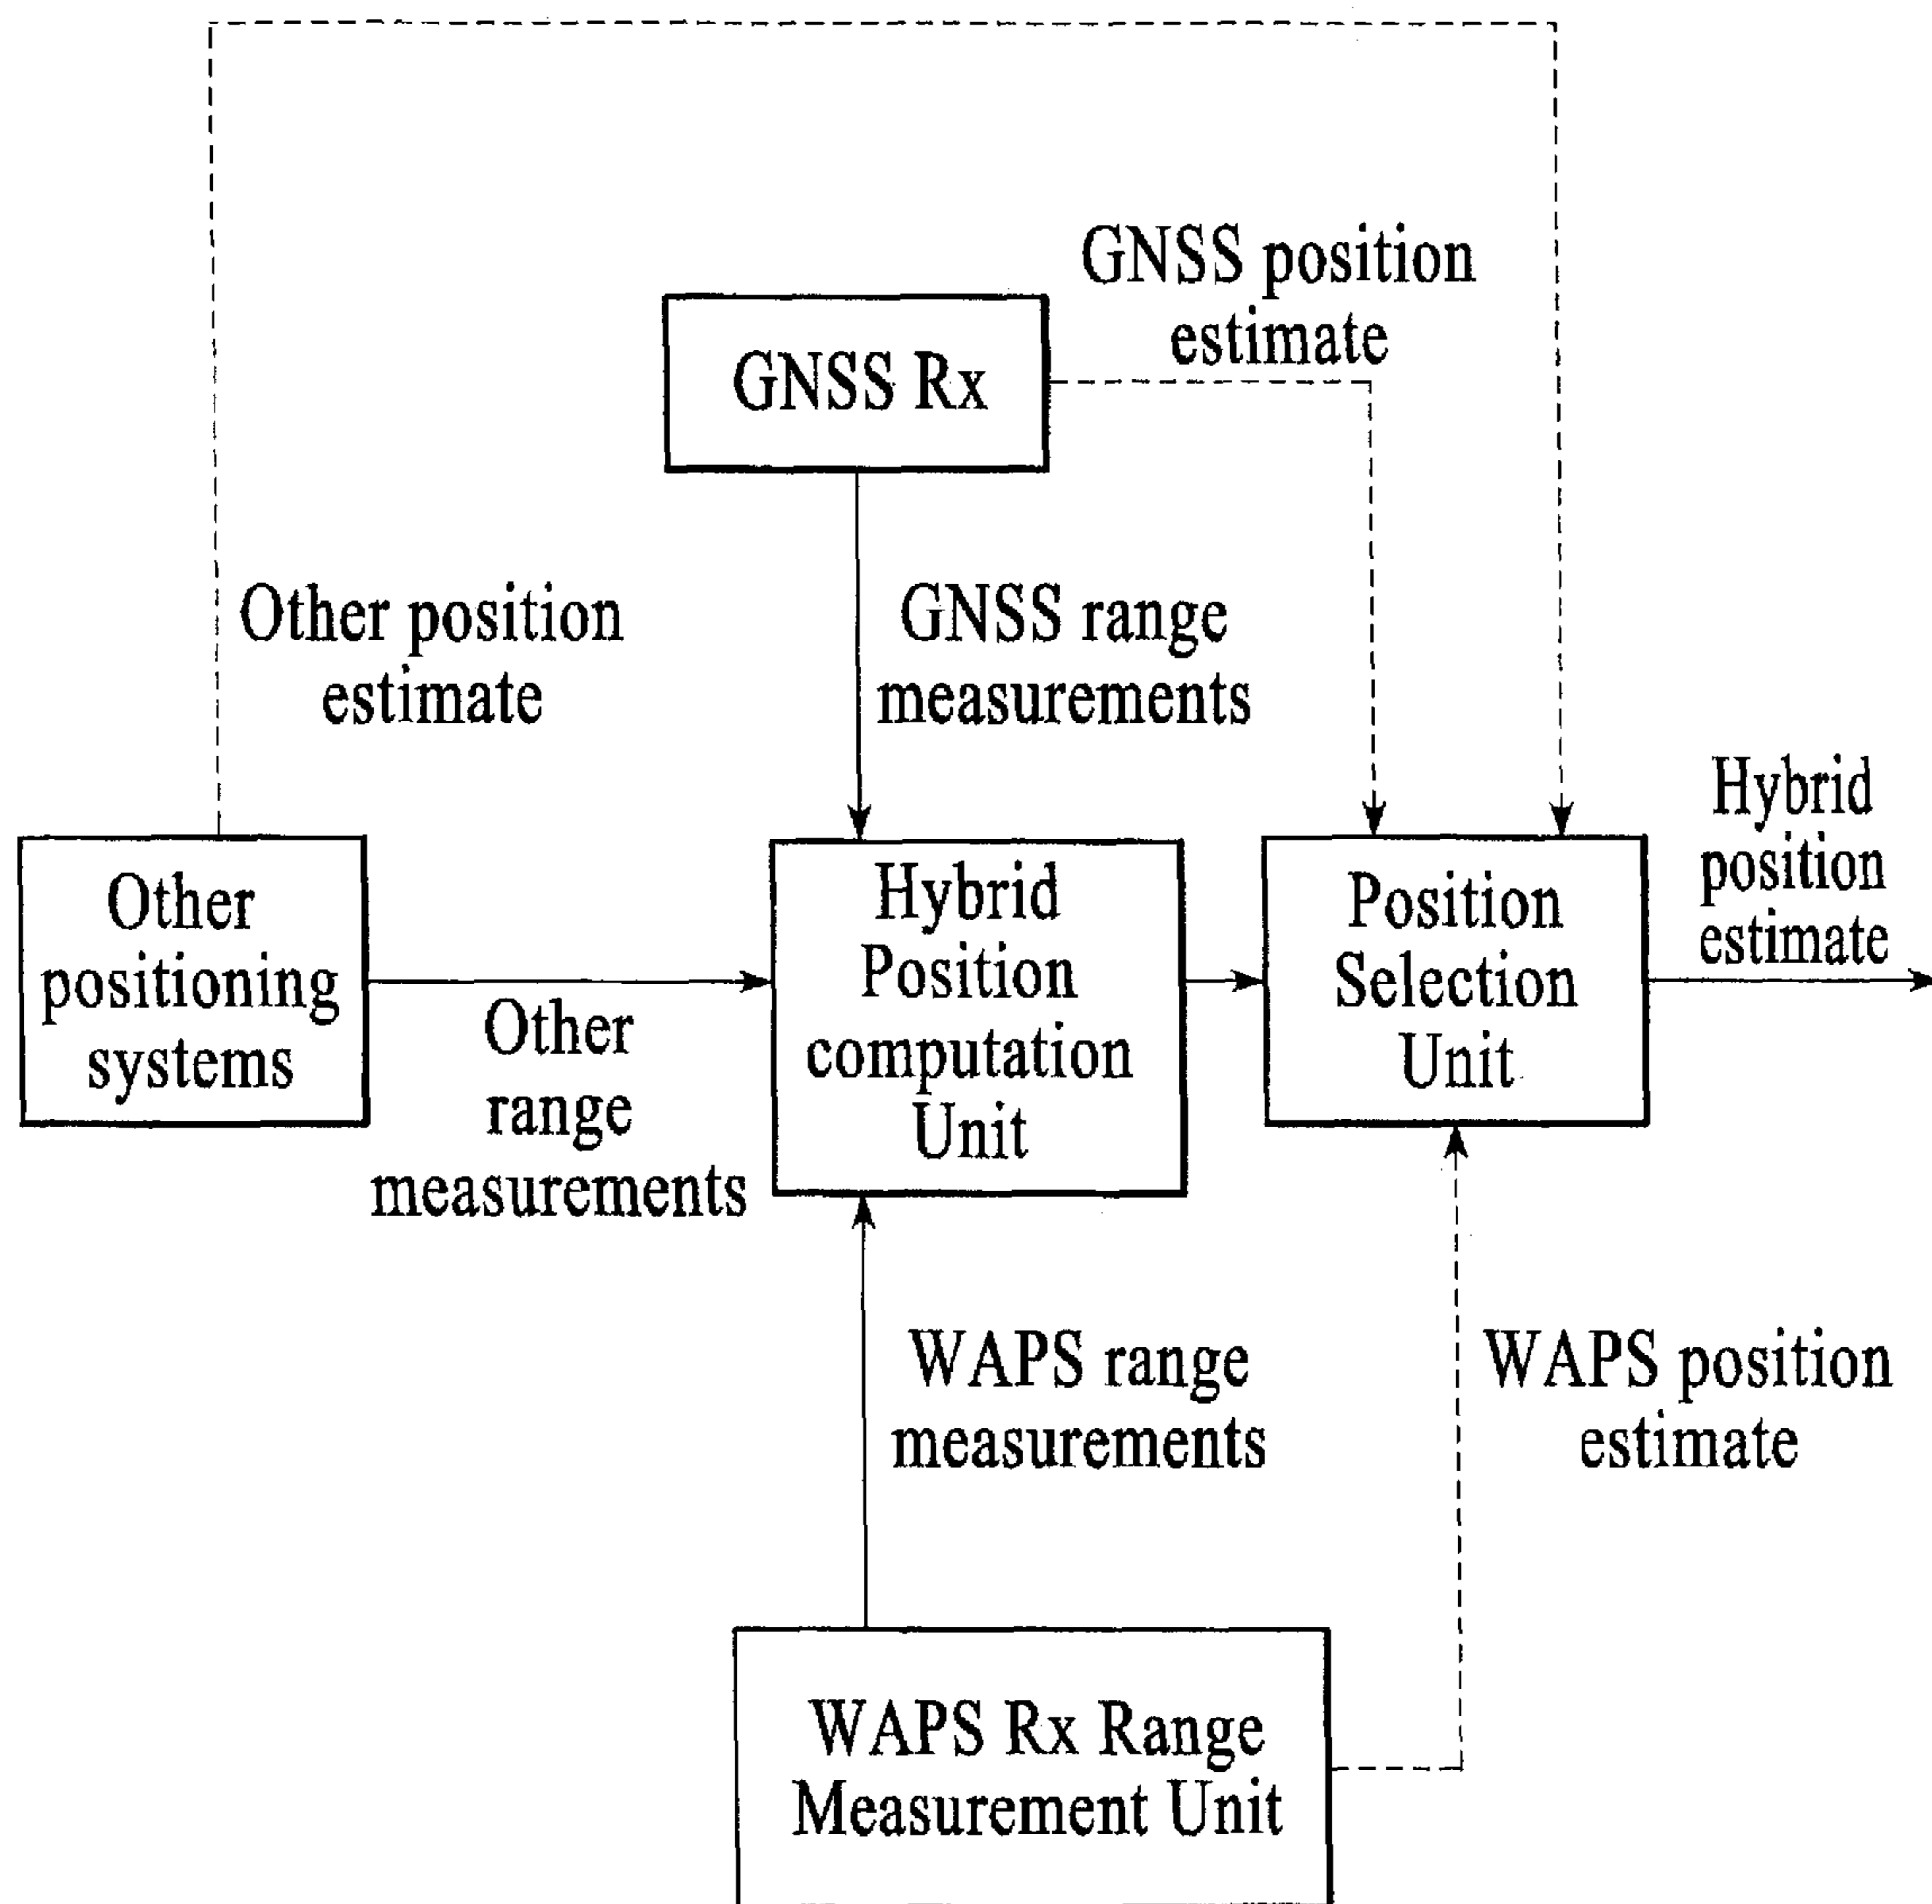 GNSS position
estimate
GNSS Rx
Other position
estimate
GNSS range
measurements
Hybrid
position
estimate
Other
positioning
systems
Other
range
measurements
Hybrid
Position
computation
Unit
Position
Selection
Unit
WAPS range
measurements
WAPS position
estimate
WAPS Rx Range
Measurement Unit